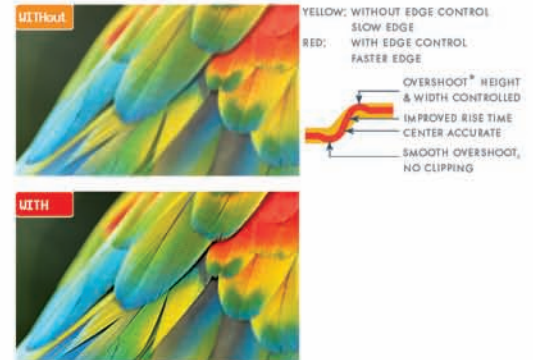 WITHout
YELLOW: WITHOUT EDGE CONTROL
SLOW EDGE
RED: WITH EDGE CONTROL
FASTER EDGE
OVERSHOOT* HEIGHT
& WIDTH CONTROLLED
IMPROVED RISE TIME
CENTER ACCURATE
SMOOTH OVERSHOOT,
NO CLIPPING
WITH